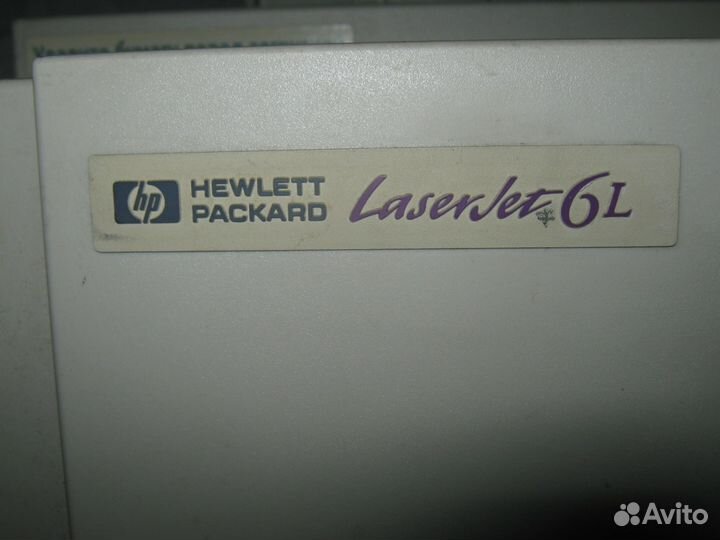 hp HEWLETT PACKARD LaserJet 6L
Avito